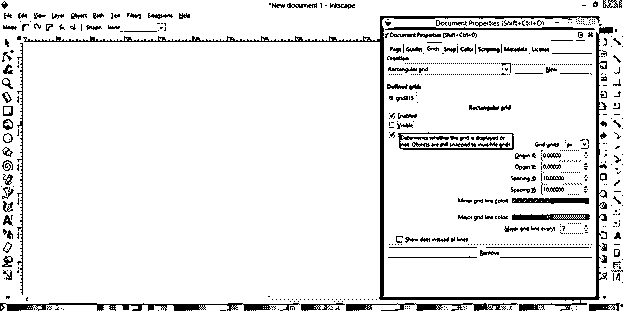 *New document 1 - Inkscape
File Edit View Layer Object Path Text Filters Extensions Help
Mode: Shape: None
Document Properties (Shift+Ctrl+D)
Document Properties (Shift+Ctrl+D)
Page Guides Grids Snap Color Scripting Metadata License
Creation
Rectangular grid New
Defined grids
Rectangular grid
Enabled
Visible
Determines whether the grid is displayed or
not. Objects are still snapped to invisible grids.
Grid units: px
Origin X: 0.00000
Origin Y: 0.00000
Spacing X: 10.00000
Spacing Y: 10.00000
Minor grid line color:
Major grid line color:
Major grid line every:
Show dots instead of lines
Remove